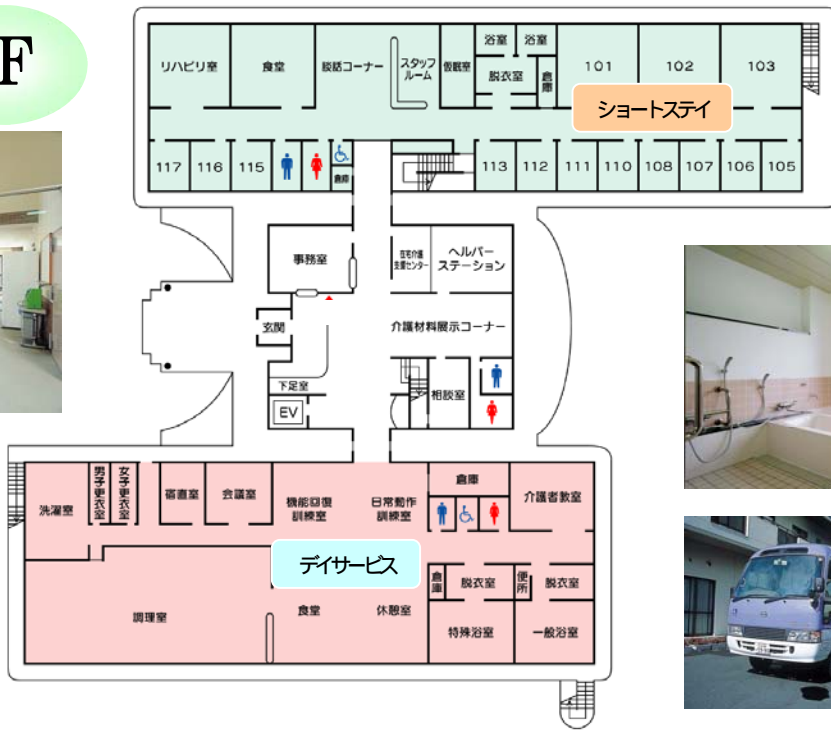 F
リハビリ室
食堂
談話コーナー
スタッフ
ルーム
仮眠室
浴室
浴室
脱衣室
倉庫
101
102
103
ショートステイ
117
116
115
倉庫
113
112
111
110
108
107
106
105
事務室
在宅介護
支援センター
ヘルパー
ステーション
玄関
介護材料展示コーナー
下足室
EV
相談室
洗濯室
男子更衣室
女子更衣室
宿直室
会議室
機能回復
訓練室
日常動作
訓練室
倉庫
介護者教室
デイサービス
倉庫
脱衣室
便所
脱衣室
調理室
食堂
休憩室
特殊浴室
一般浴室